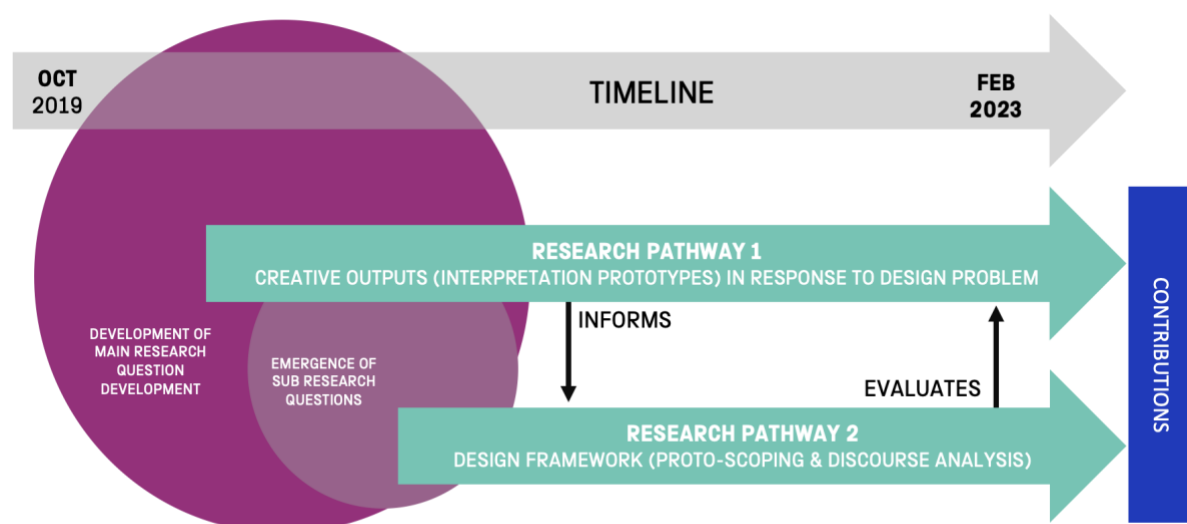 OCT
2019
TIMELINE
FEB
2023
RESEARCH PATHWAY 1
CREATIVE OUTPUTS (INTERPRETATION PROTOTYPES) IN RESPONSE TO DESIGN PROBLEM
INFORMS
DEVELOPMENT OF
MAIN RESEARCH
QUESTION
DEVELOPMENT
EMERGENCE OF
SUB RESEARCH
QUESTIONS
EVALUATES
RESEARCH PATHWAY 2
DESIGN FRAMEWORK (PROTO-SCOPING & DISCOURSE ANALYSIS)
CONTRIBUTIONS